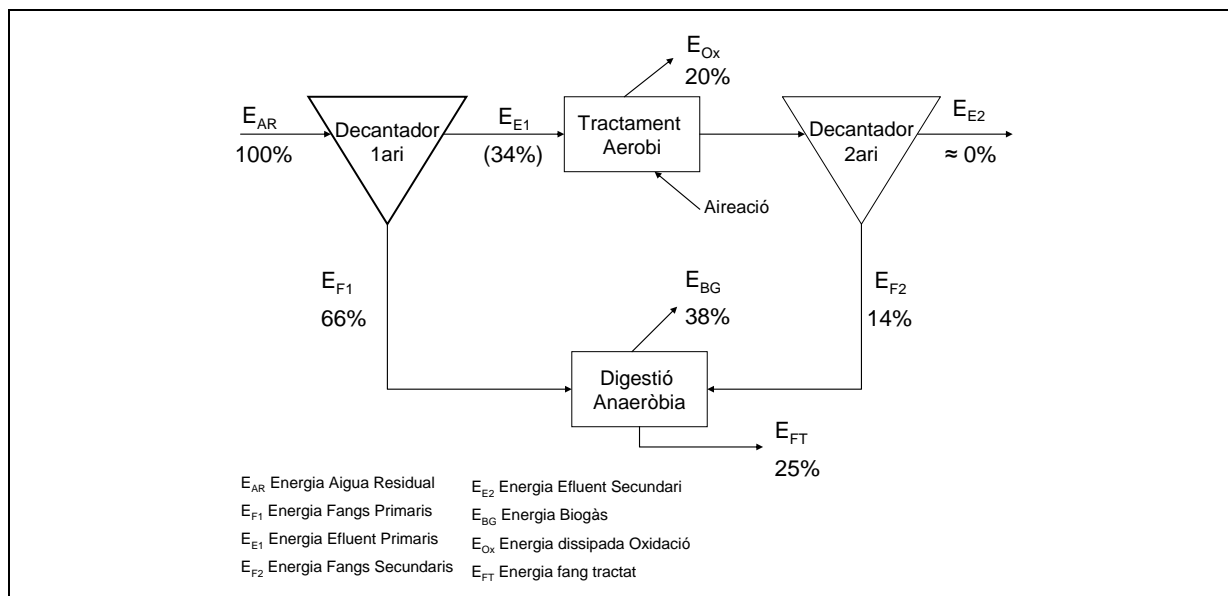 E_Ox
20%
E_AR
100%
Decantador
1ari
E_E1
(34%)
Tractament
Aerobi
Decantador
2ari
E_E2
≈ 0%
Aireació
E_F1
66%
E_BG
38%
E_F2
14%
Digestió
Anaeròbia
E_FT
25%
E_AR Energia Aigua Residual
E_F1 Energia Fangs Primaris
E_E1 Energia Efluent Primaris
E_F2 Energia Fangs Secundaris
E_E2 Energia Efluent Secundari
E_BG Energia Biogàs
E_Ox Energia dissipada Oxidació
E_FT Energia fang tractat